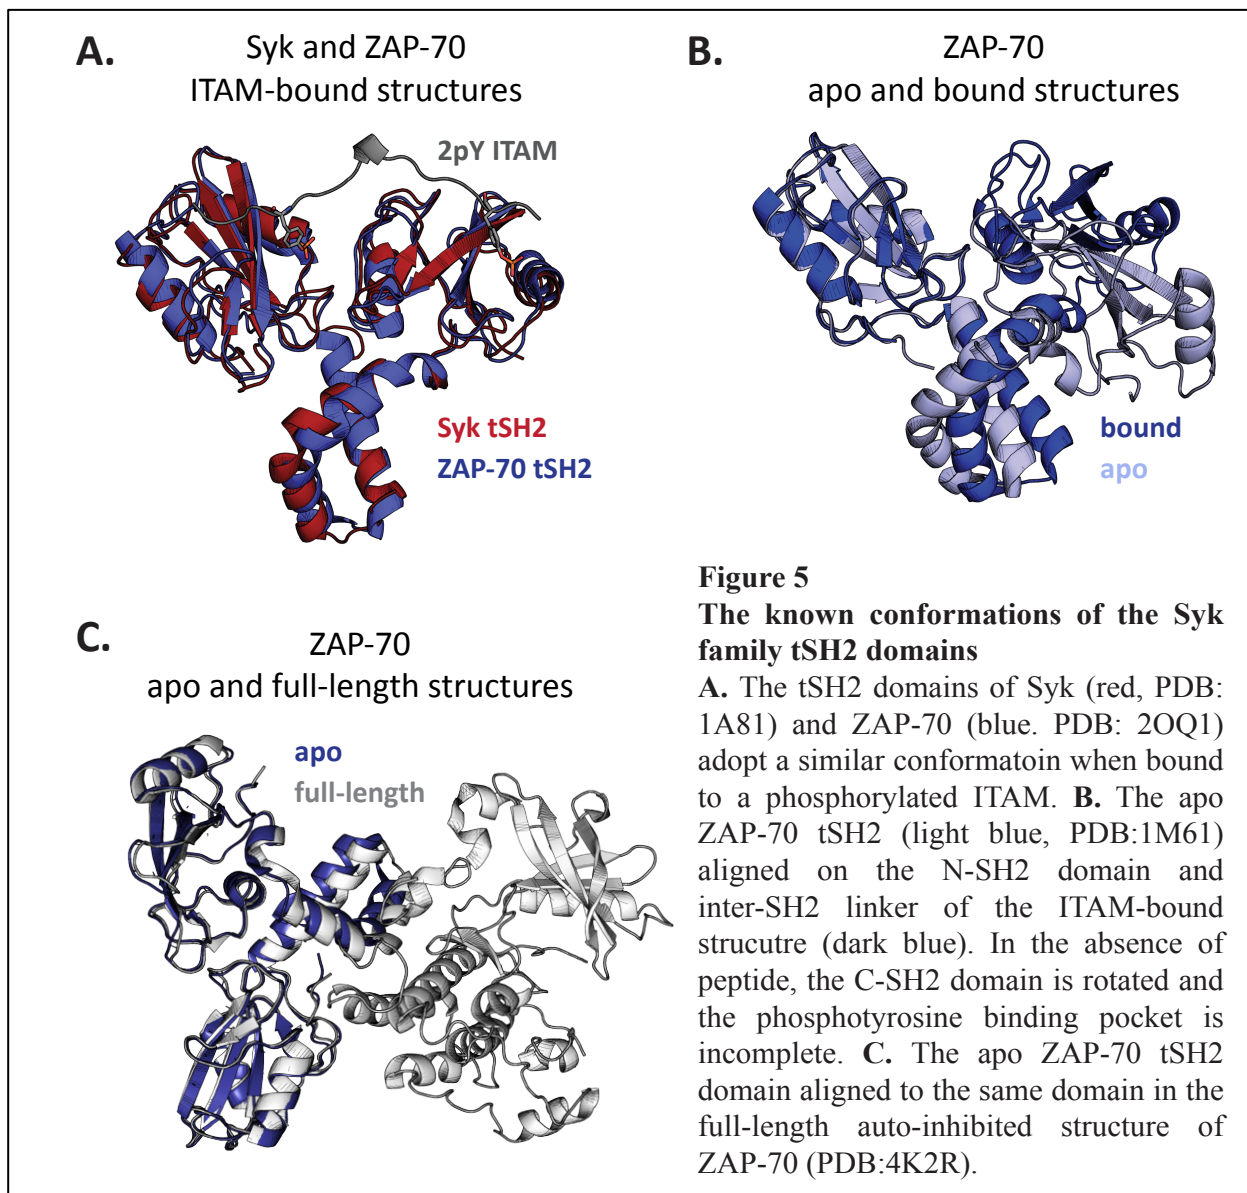 A.
Syk and ZAP-70
ITAM-bound structures
2pY ITAM
Syk tSH2
ZAP-70 tSH2
B.
ZAP-70
apo and bound structures
bound
apo
C.
ZAP-70
apo and full-length structures
apo
full-length
Figure 5
The known conformations of the Syk
family tSH2 domains
A. The tSH2 domains of Syk (red, PDB:
1A81) and ZAP-70 (blue. PDB: 2OQ1)
adopt a similar conformatoin when bound
to a phosphorylated ITAM. B. The apo
ZAP-70 tSH2 (light blue, PDB:1M61)
aligned on the N-SH2 domain and
inter-SH2 linker of the ITAM-bound
strucutre (dark blue). In the absence of
peptide, the C-SH2 domain is rotated and
the phosphotyrosine binding pocket is
incomplete. C. The apo ZAP-70 tSH2
domain aligned to the same domain in the
full-length auto-inhibited structure of
ZAP-70 (PDB:4K2R).